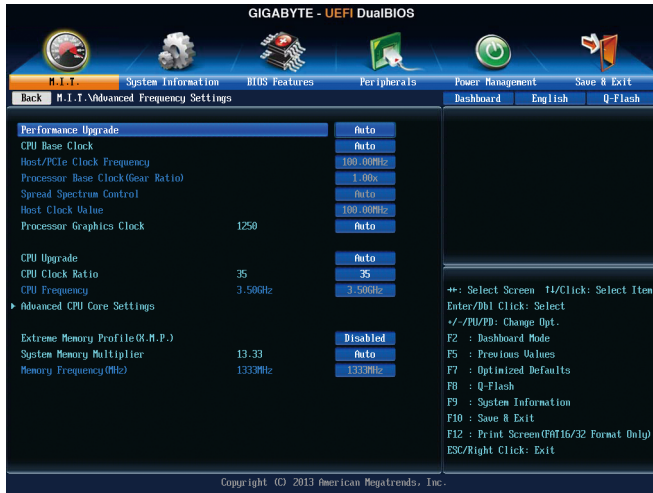 GIGABYTE - UEFI DualBIOS
M.I.T. System Information BIOS Features Peripherals Power Management Save & Exit
Back M.I.T.\Advanced Frequency Settings Dashboard English Q-Flash
Performance Upgrade Auto
CPU Base Clock Auto
Host/PCIe Clock Frequency 100.00MHz
Processor Base Clock(Gear Ratio) 1.00x
Spread Spectrum Control Auto
Host Clock Value 100.00MHz
Processor Graphics Clock 1250 Auto
CPU Upgrade Auto
CPU Clock Ratio 35 35
CPU Frequency 3.50GHz 3.50GHz
Advanced CPU Core Settings
Extreme Memory Profile(X.M.P.) Disabled
System Memory Multiplier 13.33 Auto
Memory Frequency(MHz) 1333MHz 1333MHz
→←: Select Screen ↑↓/Click: Select Item
Enter/Dbl Click: Select
+/-/PU/PD: Change Opt.
F2 : Dashboard Mode
F5 : Previous Values
F7 : Optimized Defaults
F8 : Q-Flash
F9 : System Information
F10 : Save & Exit
F12 : Print Screen(FAT16/32 Format Only)
ESC/Right Click: Exit
Copyright (C) 2013 American Megatrends, Inc.